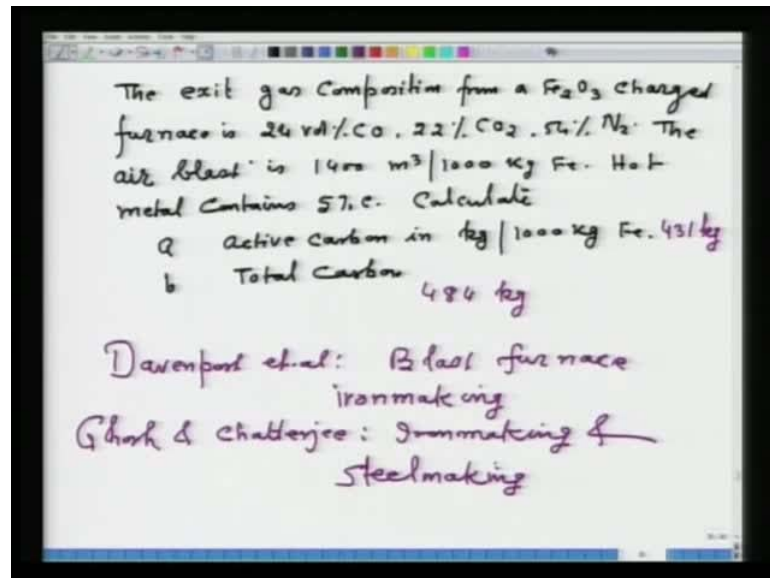 The exit gas Composition from a Fe2O3 charged
furnace is 24 vol % CO, 22% CO2, 54% N2. The
air blast is 1400 m³/1000 kg Fe. Hot
metal Contains 5% C. Calculate
a active carbon in kg/1000 kg Fe. 431 kg
b Total Carbon
484 kg
Davenport et.al: Blast furnace
ironmaking
Ghosh & Chatterjee: Ironmaking &
Steelmaking